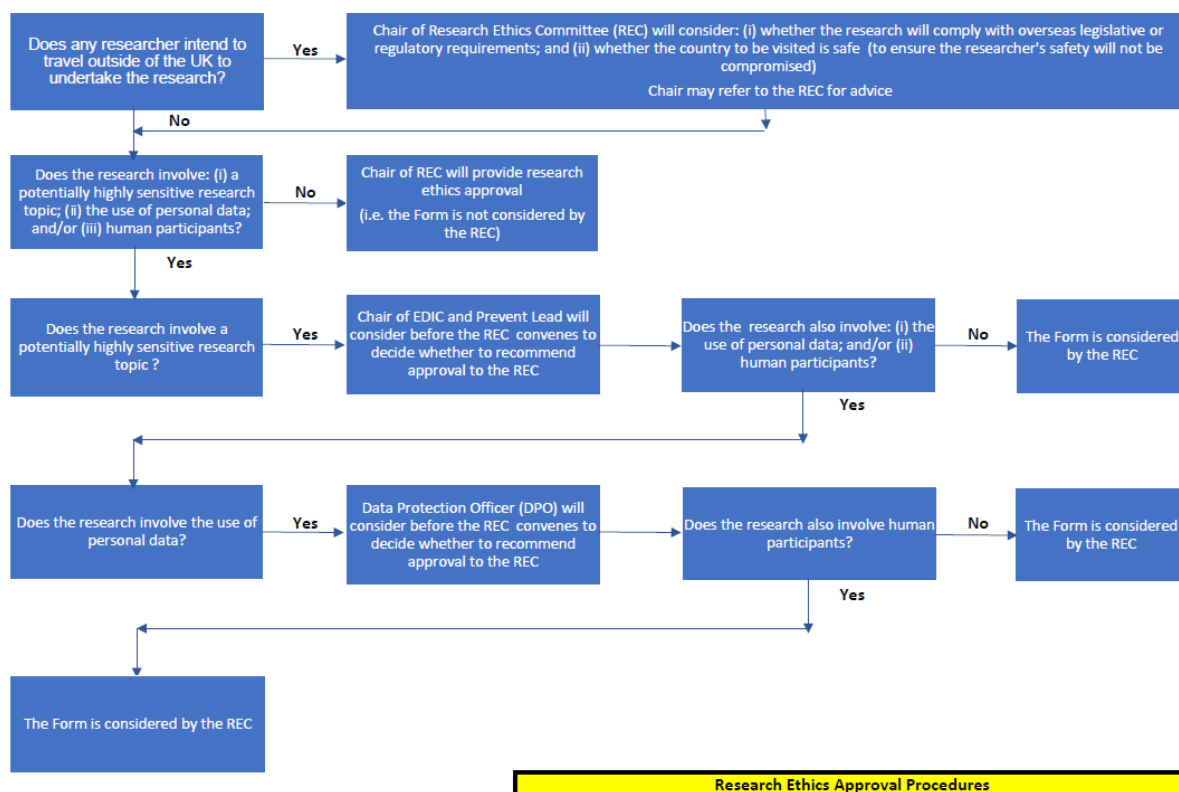 Does any researcher intend to
travel outside of the UK to
undertake the research?
Yes
Chair of Research Ethics Committee (REC) will consider: (i) whether the research will comply with overseas legislative or
regulatory requirements; and (ii) whether the country to be visited is safe (to ensure the researcher's safety will not be
compromised)
Chair may refer to the REC for advice
No
Does the research involve: (i) a
potentially highly sensitive research
topic; (ii) the use of personal data;
and/or (iii) human participants?
No
Chair of REC will provide research
ethics approval
(i.e. the Form is not considered by
the REC)
Yes
Does the research involve a
potentially highly sensitive research
topic ?
Yes
Chair of EDIC and Prevent Lead will
consider before the REC convenes to
decide whether to recommend
approval to the REC
Does the research also involve: (i) the
use of personal data; and/or (ii)
human participants?
No
The Form is considered
by the REC
Yes
Does the research involve the use of
personal data?
Yes
Data Protection Officer (DPO) will
consider before the REC convenes to
decide whether to recommend
approval to the REC
Does the research also involve human
participants?
No
The Form is considered
by the REC
Yes
The Form is considered by the REC
Research Ethics Approval Procedures